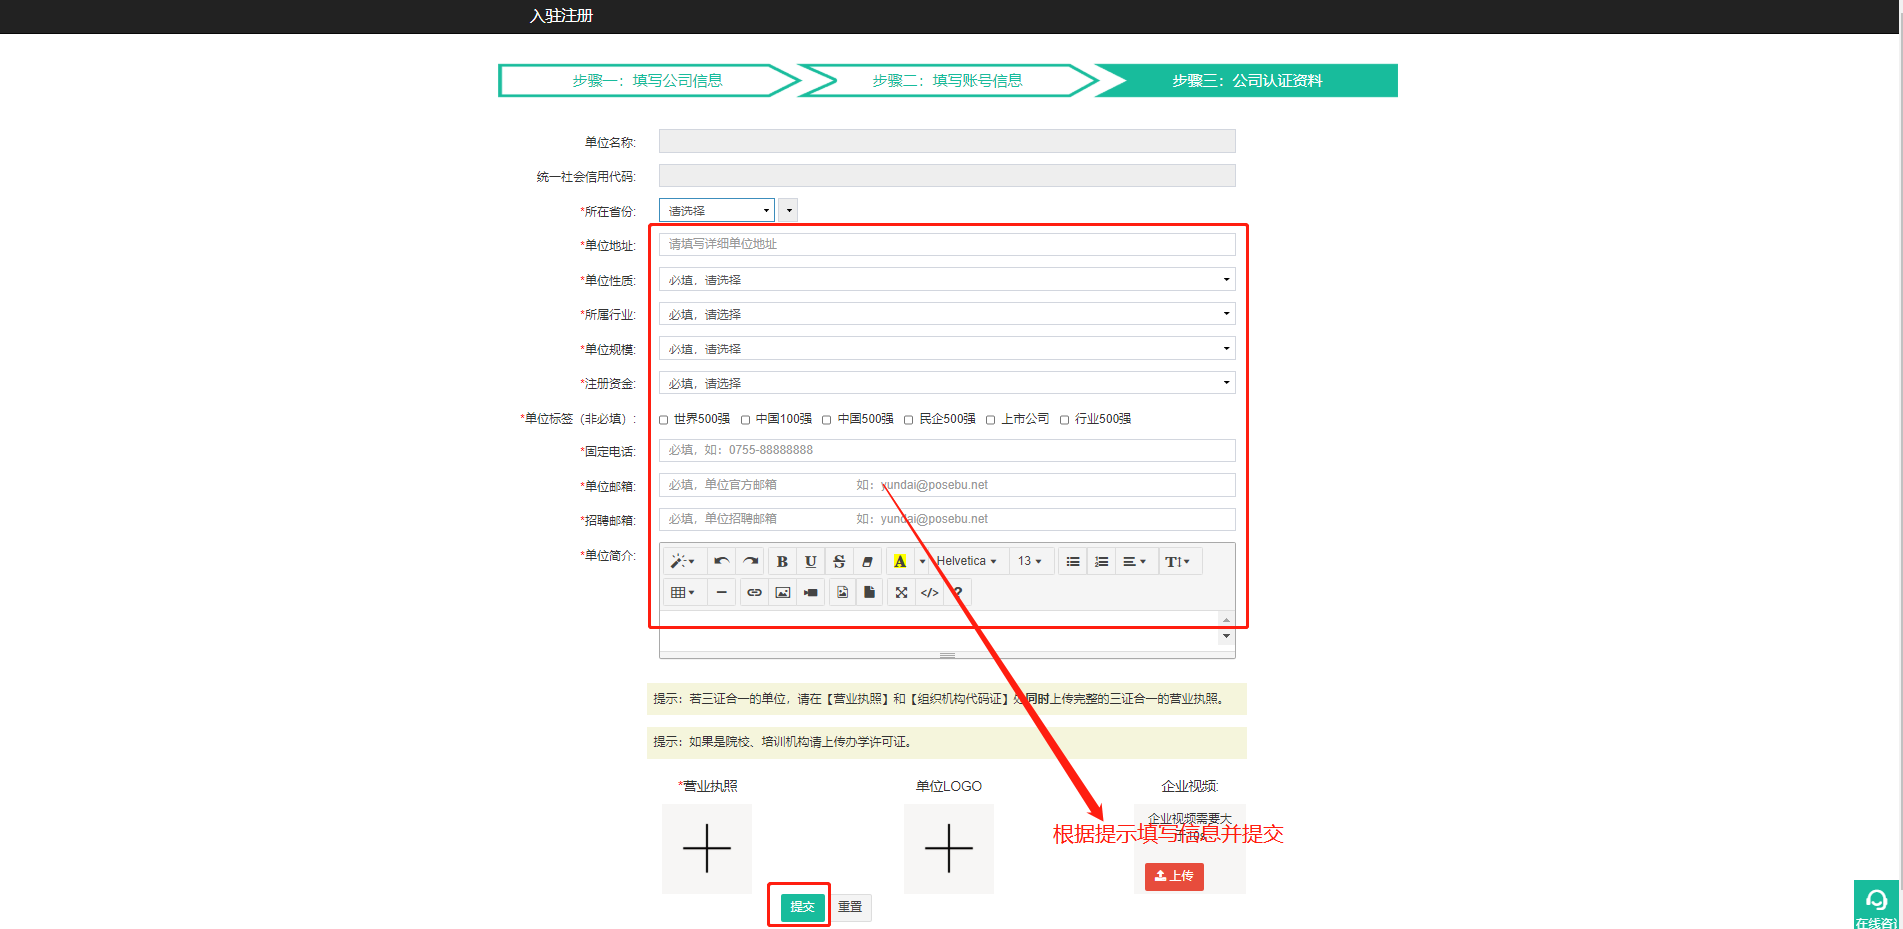 入驻注册
步骤一：填写公司信息
步骤二：填写账号信息
步骤三：公司认证资料
单位名称:
统一社会信用代码:
*所在省份: 请选择
*单位地址: 请填写详细单位地址
*单位性质: 必填，请选择
*所属行业: 必填，请选择
*单位规模: 必填，请选择
*注册资金: 必填，请选择
*单位标签（非必填）: 世界500强 中国100强 中国500强 民企500强 上市公司 行业500强
*固定电话: 必填，如：0755-88888888
*单位邮箱: 必填，单位官方邮箱 如：yundai@posebu.net
*招聘邮箱: 必填，单位招聘邮箱 如：yundai@posebu.net
*单位简介:
B U S A Helvetica 13 T
</> ?
提示：若三证合一的单位，请在【营业执照】和【组织机构代码证】处同时上传完整的三证合一的营业执照。
提示：如果是院校、培训机构请上传办学许可证。
*营业执照 单位LOGO 企业视频:
企业视频需要大
根据提示填写信息并提交
上传
提交 重置
在线咨